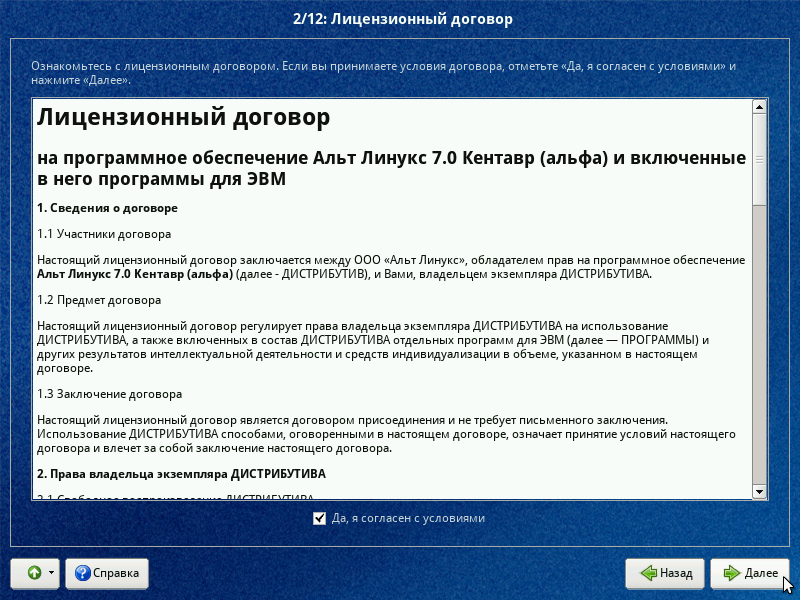 2/12: Лицензионный договор
Ознакомьтесь с лицензионным договором. Если вы принимаете условия договора, отметьте «Да, я согласен с условиями» и
нажмите «Далее».
Лицензионный договор
на программное обеспечение Альт Линукс 7.0 Кентавр (альфа) и включенные
в него программы для ЭВМ
1. Сведения о договоре
1.1 Участники договора
Настоящий лицензионный договор заключается между ООО «Альт Линукс», обладателем прав на программное обеспечение
Альт Линукс 7.0 Кентавр (альфа) (далее - ДИСТРИБУТИВ), и Вами, владельцем экземпляра ДИСТРИБУТИВА.
1.2 Предмет договора
Настоящий лицензионный договор регулирует права владельца экземпляра ДИСТРИБУТИВА на использование
ДИСТРИБУТИВА, а также включенных в состав ДИСТРИБУТИВА отдельных программ для ЭВМ (далее — ПРОГРАММЫ) и
других результатов интеллектуальной деятельности и средств индивидуализации в объеме, указанном в настоящем
договоре.
1.3 Заключение договора
Настоящий лицензионный договор является договором присоединения и не требует письменного заключения.
Использование ДИСТРИБУТИВА способами, оговоренными в настоящем договоре, означает принятие условий настоящего
договора и влечет за собой заключение настоящего договора.
2. Права владельца экземпляра ДИСТРИБУТИВА
2.1 Свободное воспроизведение ДИСТРИБУТИВА
Да, я согласен с условиями
Справка
Назад
Далее